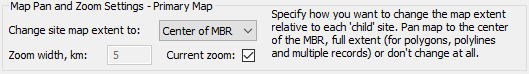 Map Pan and Zoom Settings - Primary Map
Change site map extent to: Center of MBR
Zoom width, km: 5 Current zoom:
Specify how you want to change the map extent
relative to each 'child' site. Pan map to the center
of the MBR, full extent (for polygons, polylines
and multiple records) or don't change at all.